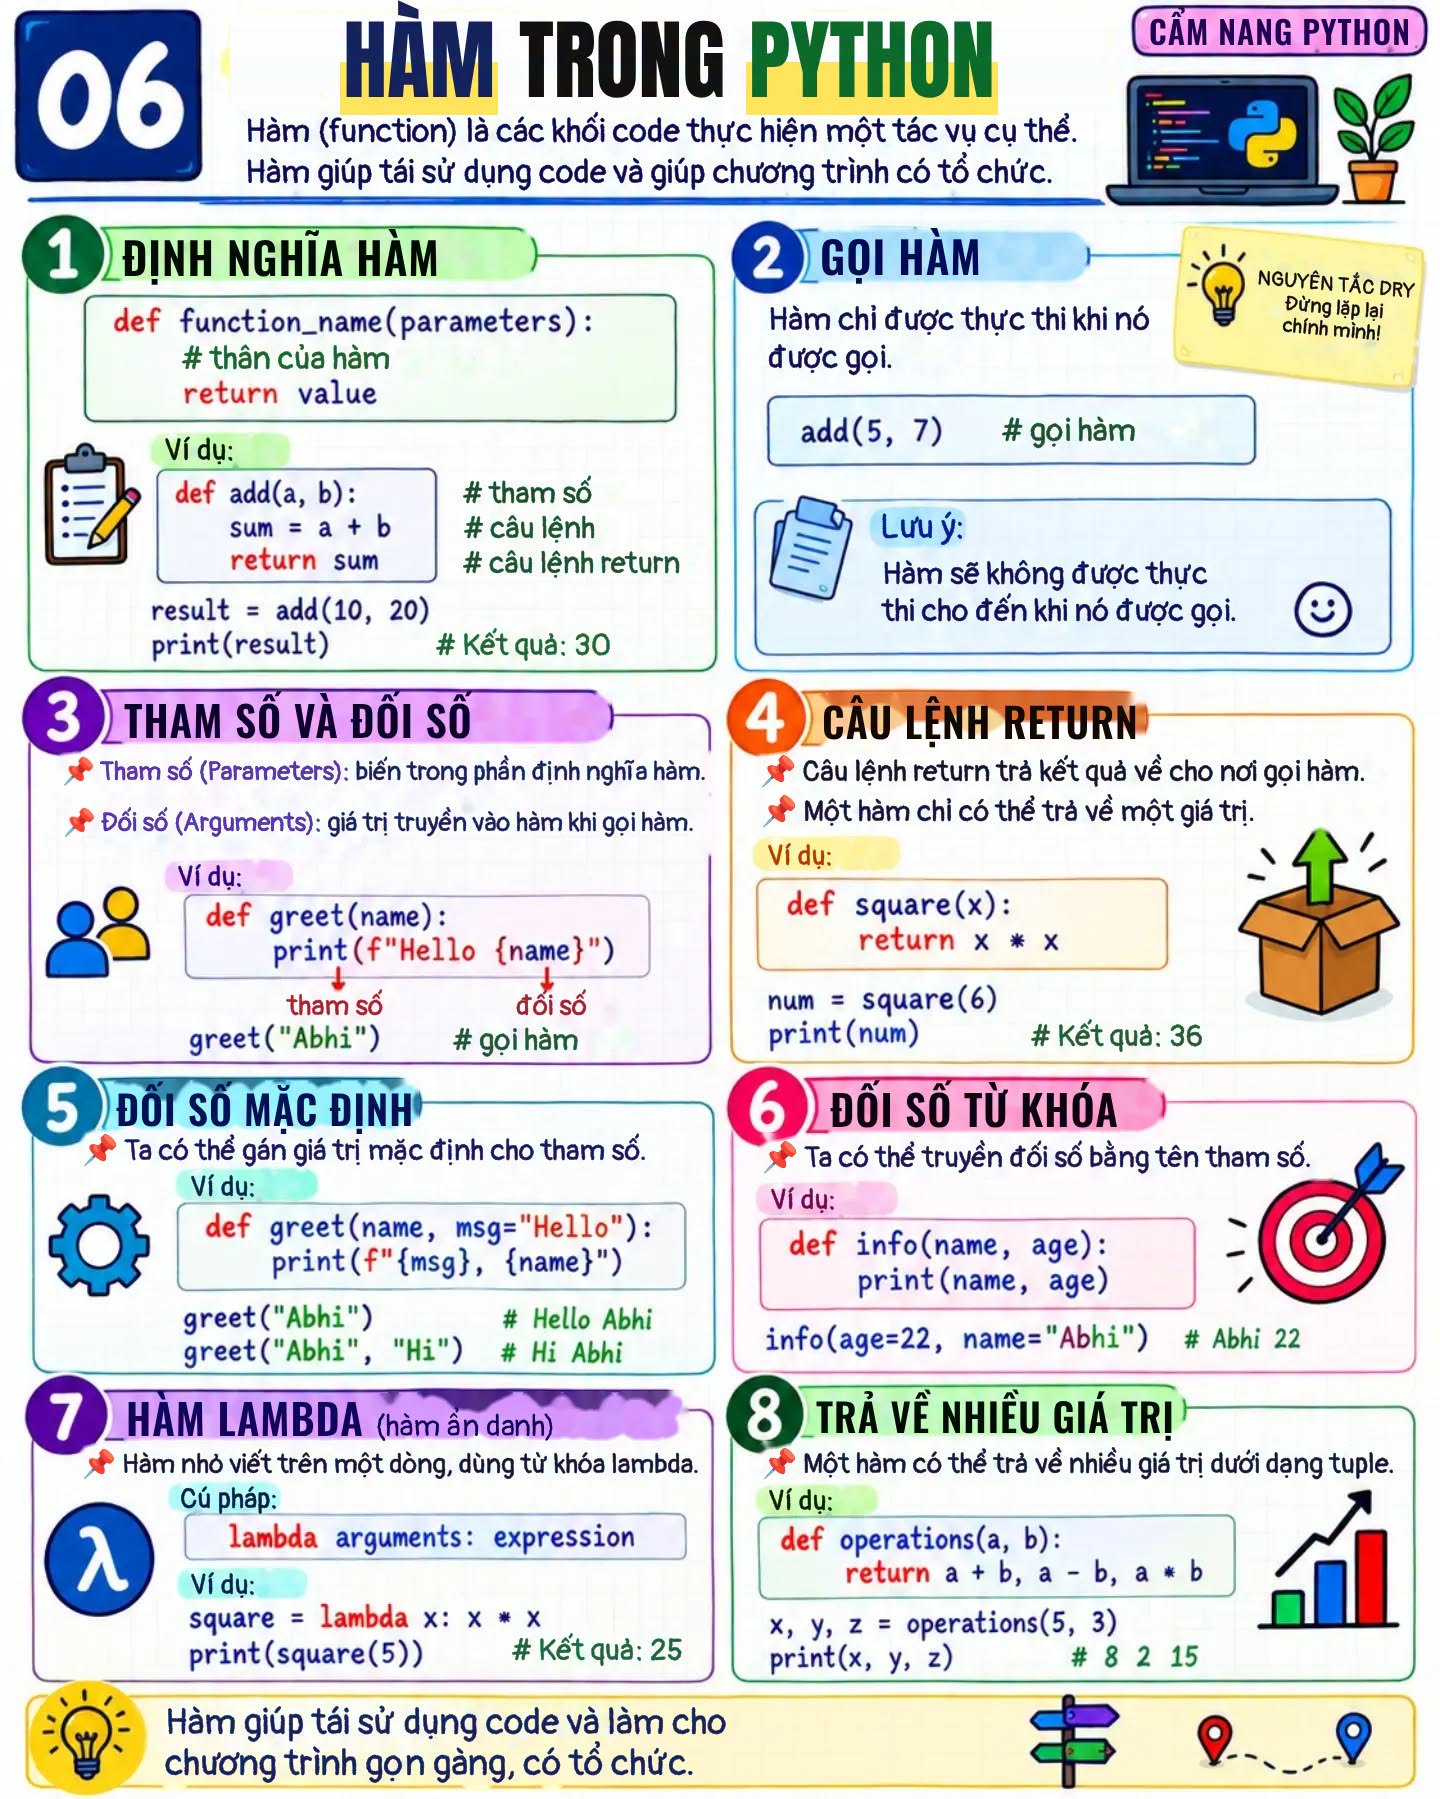 06
HÀM TRONG PYTHON
CẨM NANG PYTHON
Hàm (function) là các khối code thực hiện một tác vụ cụ thể.
Hàm giúp tái sử dụng code và giúp chương trình có tổ chức.
1 ĐỊNH NGHĨA HÀM
def function_name(parameters):
# thân của hàm
return value
Ví dụ:
def add(a, b): # tham số
sum = a + b # câu lệnh
return sum # câu lệnh return
result = add(10, 20)
print(result) # Kết quả: 30
2 GỌI HÀM
NGUYÊN TẮC DRY
Đừng lặp lại
chính mình!
Hàm chỉ được thực thi khi nó
được gọi.
add(5, 7) # gọi hàm
Lưu ý:
Hàm sẽ không được thực
thi cho đến khi nó được gọi.
3 THAM SỐ VÀ ĐỐI SỐ
Tham số (Parameters): biến trong phần định nghĩa hàm.
Đối số (Arguments): giá trị truyền vào hàm khi gọi hàm.
Ví dụ:
def greet(name):
print(f"Hello {name}")
tham số đối số
greet("Abhi") # gọi hàm
4 CÂU LỆNH RETURN
Câu lệnh return trả kết quả về cho nơi gọi hàm.
Một hàm chỉ có thể trả về một giá trị.
Ví dụ:
def square(x):
return x * x
num = square(6)
print(num) # Kết quả: 36
5 ĐỐI SỐ MẶC ĐỊNH
Ta có thể gán giá trị mặc định cho tham số.
Ví dụ:
def greet(name, msg="Hello"):
print(f"{msg}, {name}")
greet("Abhi") # Hello Abhi
greet("Abhi", "Hi") # Hi Abhi
6 ĐỐI SỐ TỪ KHÓA
Ta có thể truyền đối số bằng tên tham số.
Ví dụ:
def info(name, age):
print(name, age)
info(age=22, name="Abhi") # Abhi 22
7 HÀM LAMBDA (hàm ẩn danh)
Hàm nhỏ viết trên một dòng, dùng từ khóa lambda.
Cú pháp:
lambda arguments: expression
λ
Ví dụ:
square = lambda x: x * x
print(square(5)) # Kết quả: 25
8 TRẢ VỀ NHIỀU GIÁ TRỊ
Một hàm có thể trả về nhiều giá trị dưới dạng tuple.
Ví dụ:
def operations(a, b):
return a + b, a - b, a * b
x, y, z = operations(5, 3)
print(x, y, z) # 8 2 15
Hàm giúp tái sử dụng code và làm cho
chương trình gọn gàng, có tổ chức.